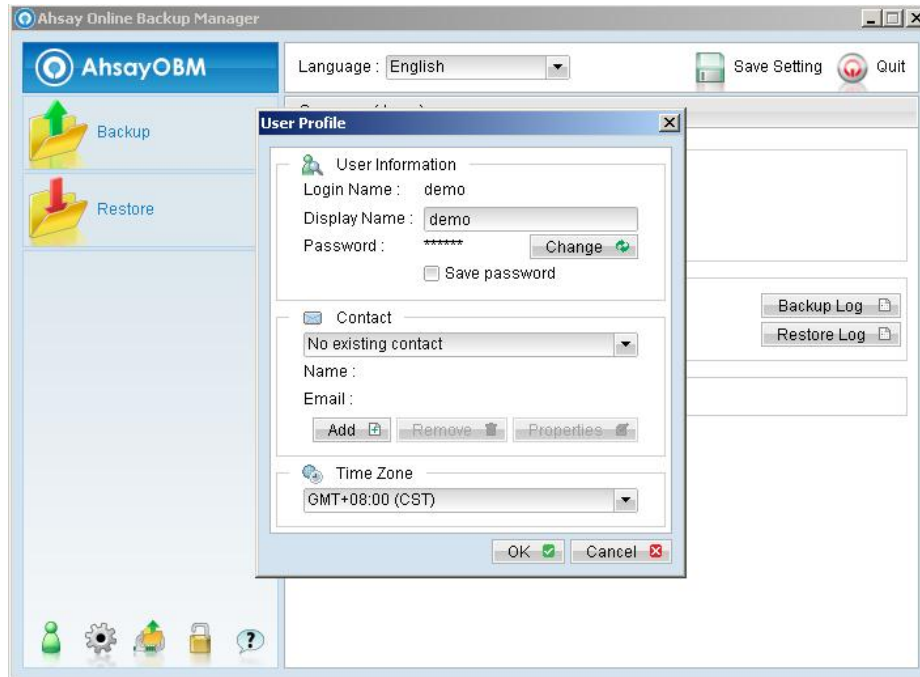 Ahsay Online Backup Manager
AhsayOBM
Language : English
Save Setting
Quit
Backup
Restore
User Profile
User Information
Login Name : demo
Display Name : demo
Password : ******
Change
Save password
Contact
No existing contact
Name :
Email :
Add
Remove
Properties
Time Zone
GMT+08:00 (CST)
OK
Cancel
Backup Log
Restore Log
?